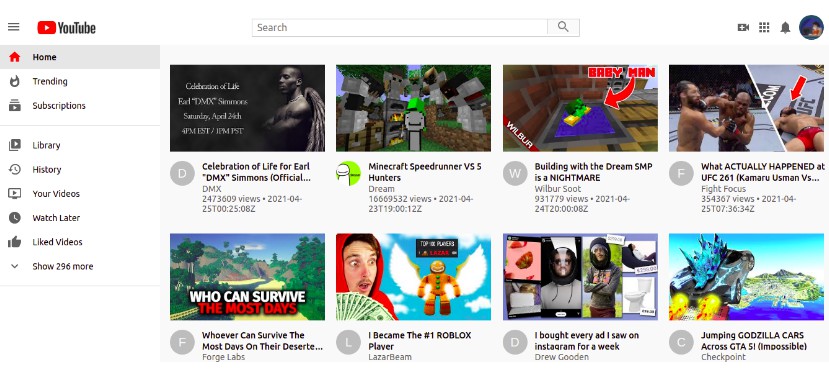 YouTube
Search
Home
Trending
Subscriptions
Library
History
Your Videos
Watch Later
Liked Videos
Show 296 more
Celebration of Life
Earl "DMX" Simmons
Saturday, April 24th
4PM EST / 1PM PST
BABY MAN
WILBUR
UFC
D
Celebration of Life for Earl
"DMX" Simmons (Official...
DMX
2473609 views • 2021-04-
25T00:25:08Z
Minecraft Speedrunner VS 5
Hunters
Dream
16669532 views • 2021-04-
23T19:00:12Z
W
Building with the Dream SMP
is a NIGHTMARE
Wilbur Soot
931779 views • 2021-04-
24T20:00:08Z
F
What ACTUALLY HAPPENED at
UFC 261 (Kamaru Usman Vs...
Fight Focus
354367 views • 2021-04-
25T07:36:34Z
WHO CAN SURVIVE
THE MOST DAYS
TOP 100 PLAYERS
F
Whoever Can Survive The
Most Days On Their Deserte...
Forge Labs
L
I Became The #1 ROBLOX
Player
LazarBeam
D
I bought every ad I saw on
instagram for a week
Drew Gooden
C
Jumping GODZILLA CARS
Across GTA 5! (Impossible)
Checkpoint